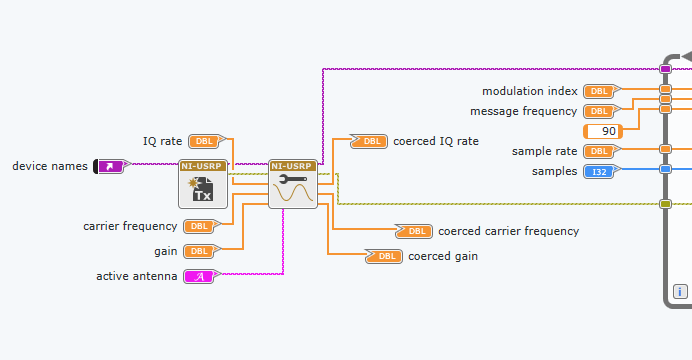 modulation index DBL
message frequency DBL
90
IQ rate DBL
DBL coerced IQ rate
sample rate DBL
device names
NI-USRP
NI-USRP
samples I32
Tx
carrier frequency DBL
DBL coerced carrier frequency
gain DBL
DBL coerced gain
active antenna A
i